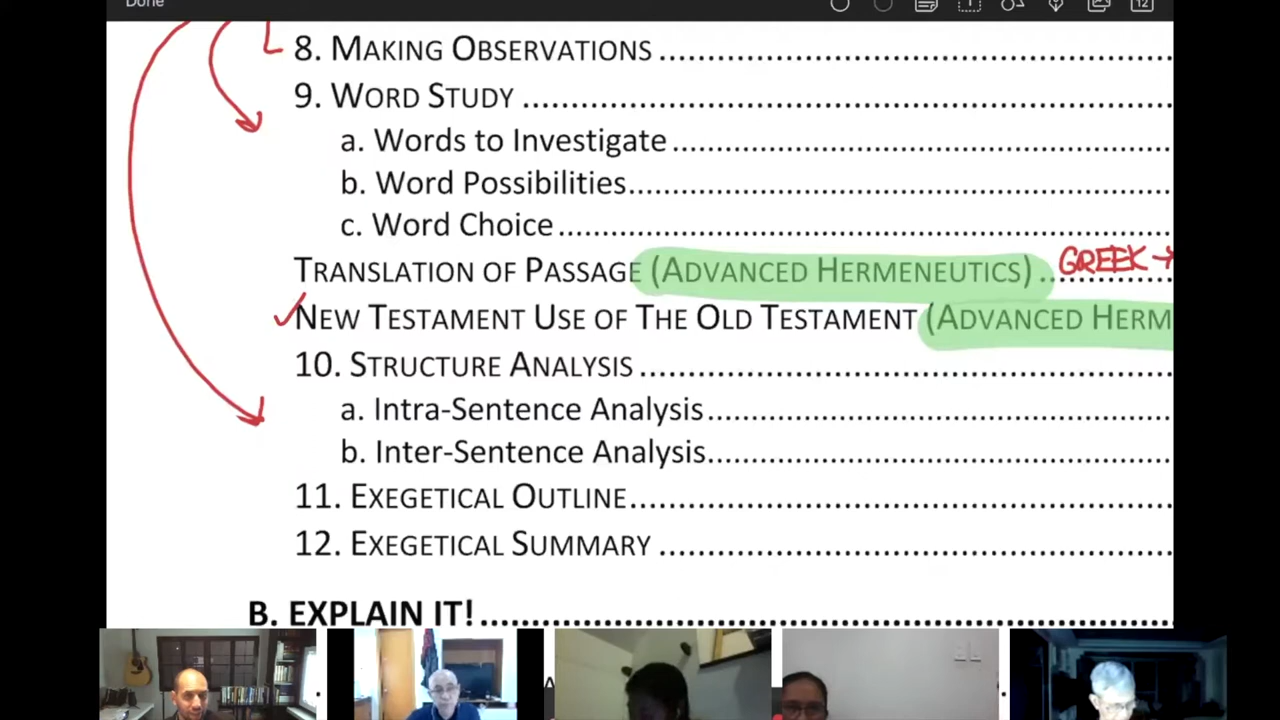 Done
12
8. MAKING OBSERVATIONS
9. WORD STUDY
a. Words to Investigate
b. Word Possibilities
c. Word Choice
TRANSLATION OF PASSAGE (ADVANCED HERMENEUTICS) GREEK →
NEW TESTAMENT USE OF THE OLD TESTAMENT (ADVANCED HERM
10. STRUCTURE ANALYSIS
a. Intra-Sentence Analysis
b. Inter-Sentence Analysis
11. EXEGETICAL OUTLINE
12. EXEGETICAL SUMMARY
B. EXPLAIN IT!